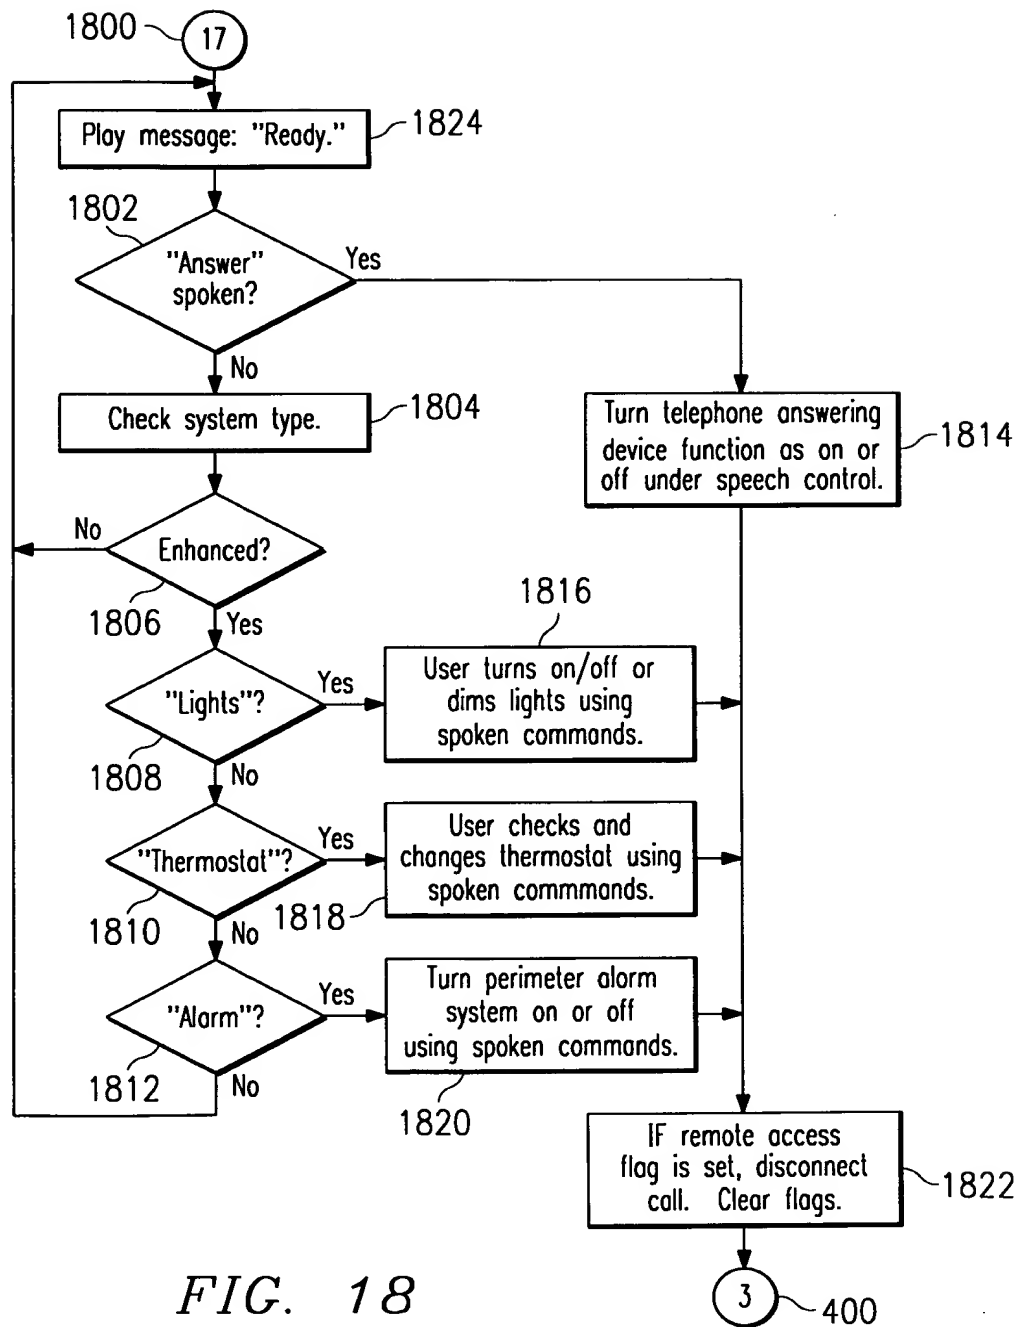 1800
17
Play message: "Ready."
1824
1802
"Answer"
spoken?
Yes
No
Check system type.
1804
Turn telephone answering
device function as on or
off under speech control.
1814
No
Enhanced?
1806
Yes
1816
"Lights"?
Yes
User turns on/off or
dims lights using
spoken commands.
1808
No
"Thermostat"?
Yes
User checks and
changes thermostat using
spoken commmands.
1810
1818
No
"Alarm"?
Yes
Turn perimeter alarm
system on or off
using spoken commands.
1812
No
1820
IF remote access
flag is set, disconnect
call. Clear flags.
1822
3
400
FIG. 18